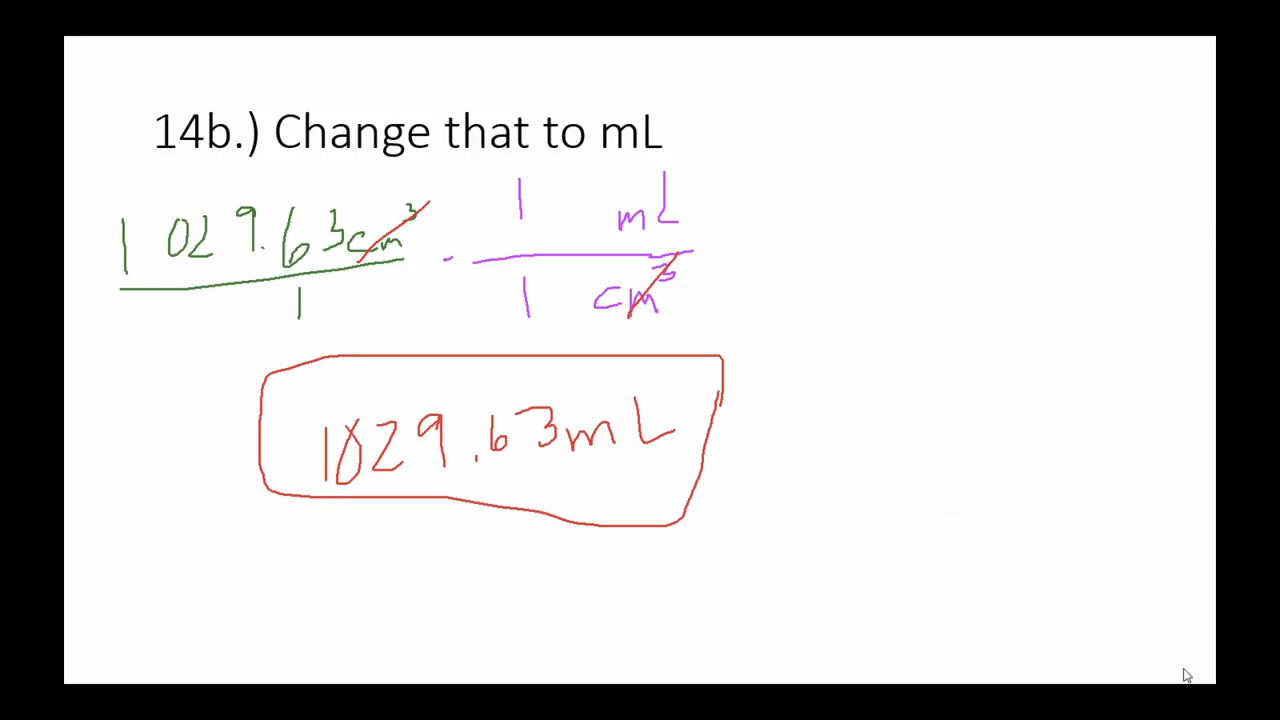 14b.) Change that to mL
1029.63cm³ · 1 mL
1 1 cm³
1029.63mL